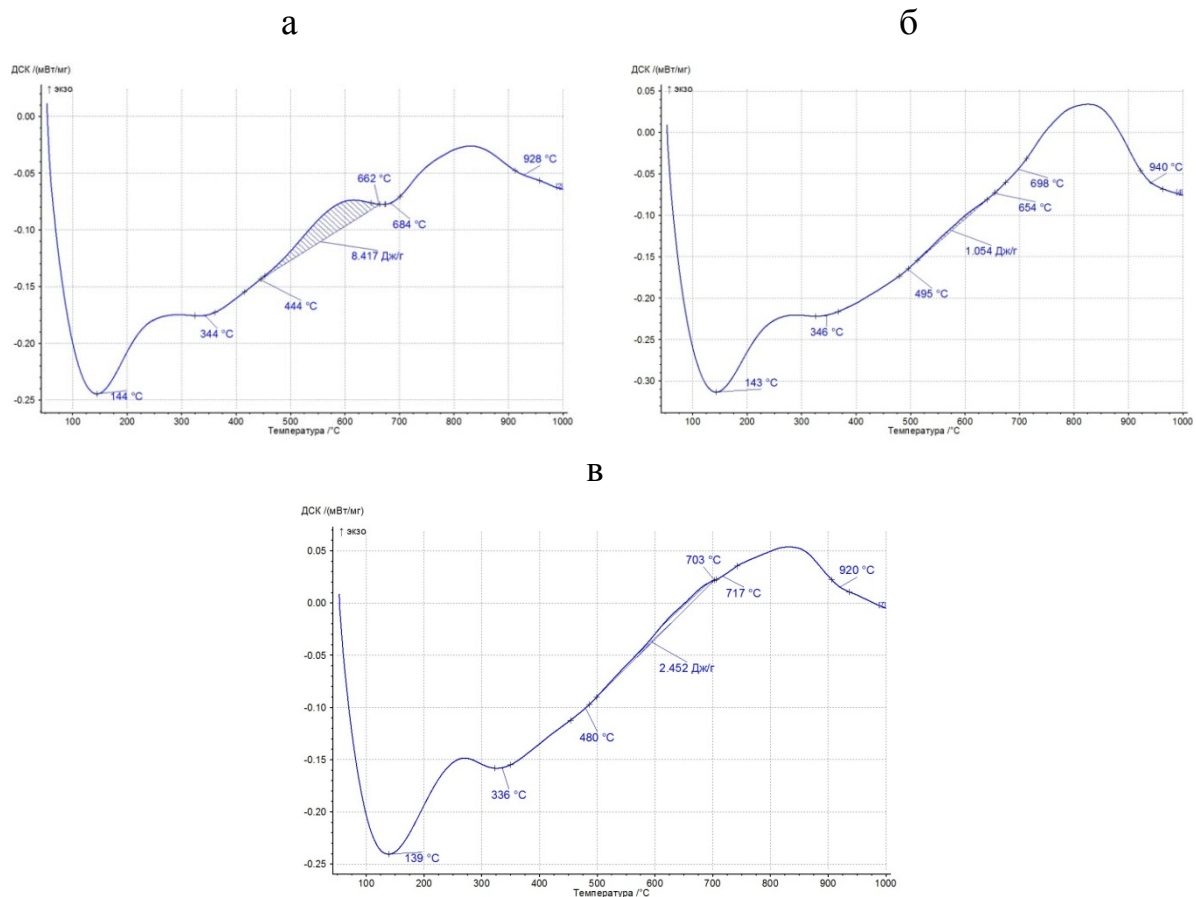 а
ДСК /(мВт/мг)
↑ экзо
0.00
-0.05
-0.10
-0.15
-0.20
-0.25
928 °C
662 °C
684 °C
8.417 Дж/г
444 °C
344 °C
144 °C
100 200 300 400 500 600 700 800 900 1000
Температура /°C
б
ДСК /(мВт/мг)
↑ экзо
0.05
0.00
-0.05
-0.10
-0.15
-0.20
-0.25
-0.30
940 °C
698 °C
654 °C
1.054 Дж/г
495 °C
346 °C
143 °C
100 200 300 400 500 600 700 800 900 1000
Температура /°C
в
ДСК /(мВт/мг)
↑ экзо
0.05
0.00
-0.05
-0.10
-0.15
-0.20
-0.25
703 °C
920 °C
717 °C
2.452 Дж/г
480 °C
336 °C
139 °C
100 200 300 400 500 600 700 800 900 1000
Температура /°C